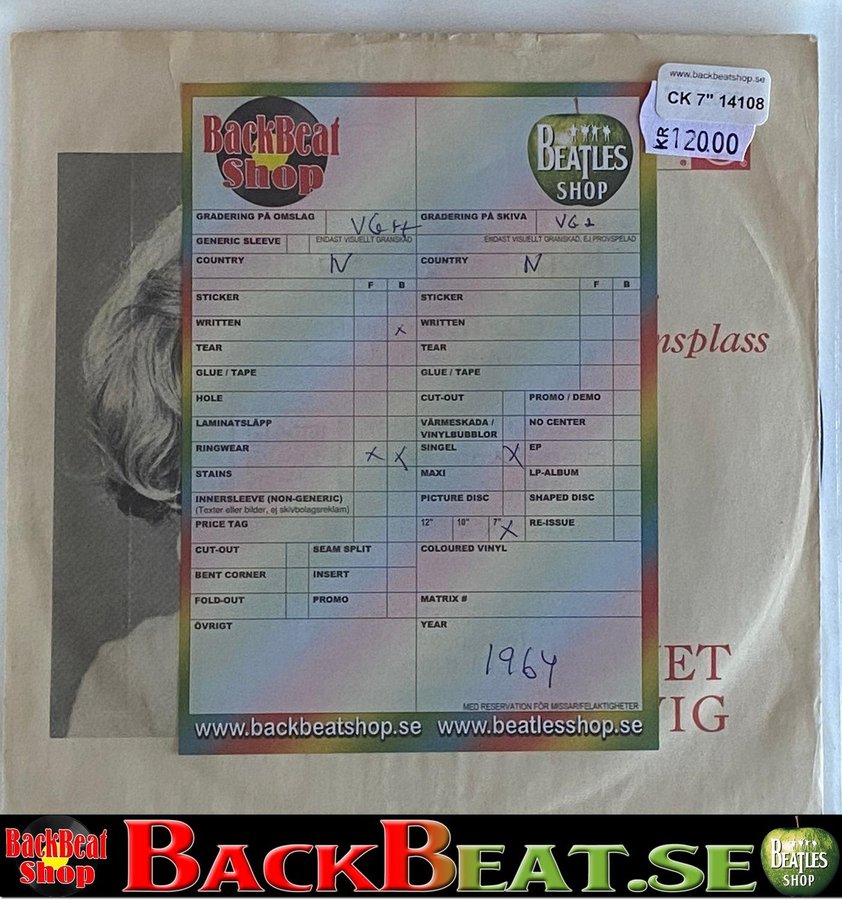 www.backbeatshop.se
CK 7" 14108
KR 120.00
BackBeat
Shop
BEATLES
SHOP
GRADERING PÅ OMSLAG
GRADERING PÅ SKIVA
GENERIC SLEEVE
ENDAST VISUELLT GRANSKAD
ENDAST VISUELLT GRANSKAD, EJ PROVSPELAD
COUNTRY N
COUNTRY N
F B
F B
STICKER
STICKER
WRITTEN x
WRITTEN
TEAR
TEAR
nsplass
GLUE / TAPE
GLUE / TAPE
HOLE
CUT-OUT
PROMO / DEMO
LAMINATSLÄPP
VÄRMESKADA /
VINYLBUBBLOR
NO CENTER
RINGWEAR x x
SINGEL x
EP
STAINS
MAXI
LP-ALBUM
INNERSLEEVE (NON-GENERIC)
(Texter eller bilder, ej skivbolagsreklam)
PICTURE DISC
SHAPED DISC
PRICE TAG
12" 10" 7" x
RE-ISSUE
CUT-OUT
SEAM SPLIT
COLOURED VINYL
BENT CORNER
INSERT
FOLD-OUT
PROMO
MATRIX #
ÖVRIGT
YEAR
1964
ET
VIG
MED RESERVATION FÖR MISSAR/FELAKTIGHETER
www.backbeatshop.se www.beatlesshop.se
BackBeat
Shop
BACKBEAT.SE
BEATLES
SHOP